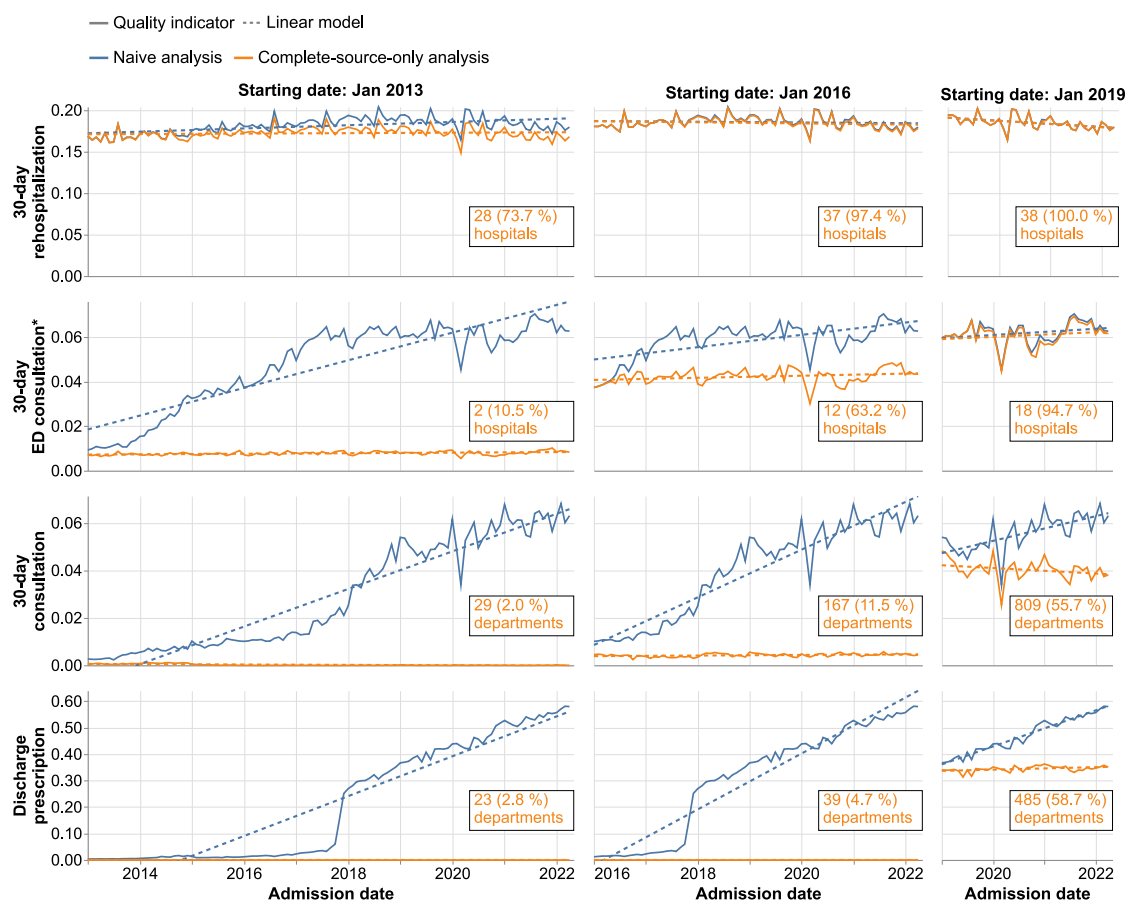 Quality indicator Linear model
Naive analysis Complete-source-only analysis
Starting date: Jan 2013 Starting date: Jan 2016 Starting date: Jan 2019
30-day
rehospitalization
0.20
0.15
0.10
0.05
0.00
28 (73.7 %)
hospitals
37 (97.4 %)
hospitals
38 (100.0 %)
hospitals
30-day
ED consultation*
0.06
0.04
0.02
0.00
2 (10.5 %)
hospitals
12 (63.2 %)
hospitals
18 (94.7 %)
hospitals
30-day
consultation
0.06
0.04
0.02
0.00
29 (2.0 %)
departments
167 (11.5 %)
departments
809 (55.7 %)
departments
Discharge
prescription
0.60
0.50
0.40
0.30
0.20
0.10
0.00
23 (2.8 %)
departments
39 (4.7 %)
departments
485 (58.7 %)
departments
2014 2016 2018 2020 2022 2016 2018 2020 2022 2020 2022
Admission date Admission date Admission date